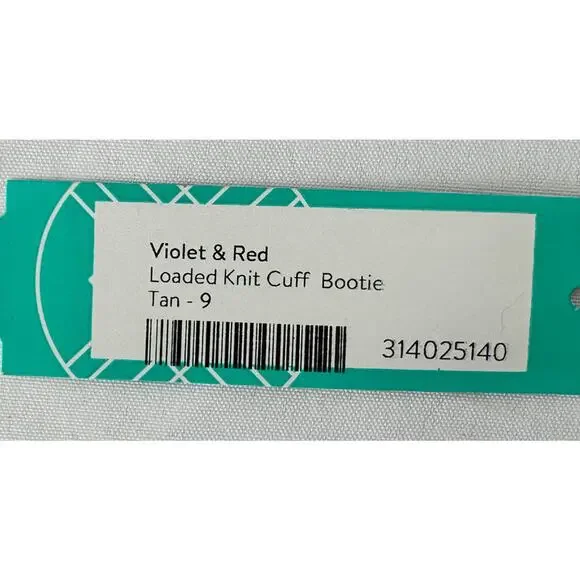 Violet & Red
Loaded Knit Cuff Bootie
Tan - 9
314025140